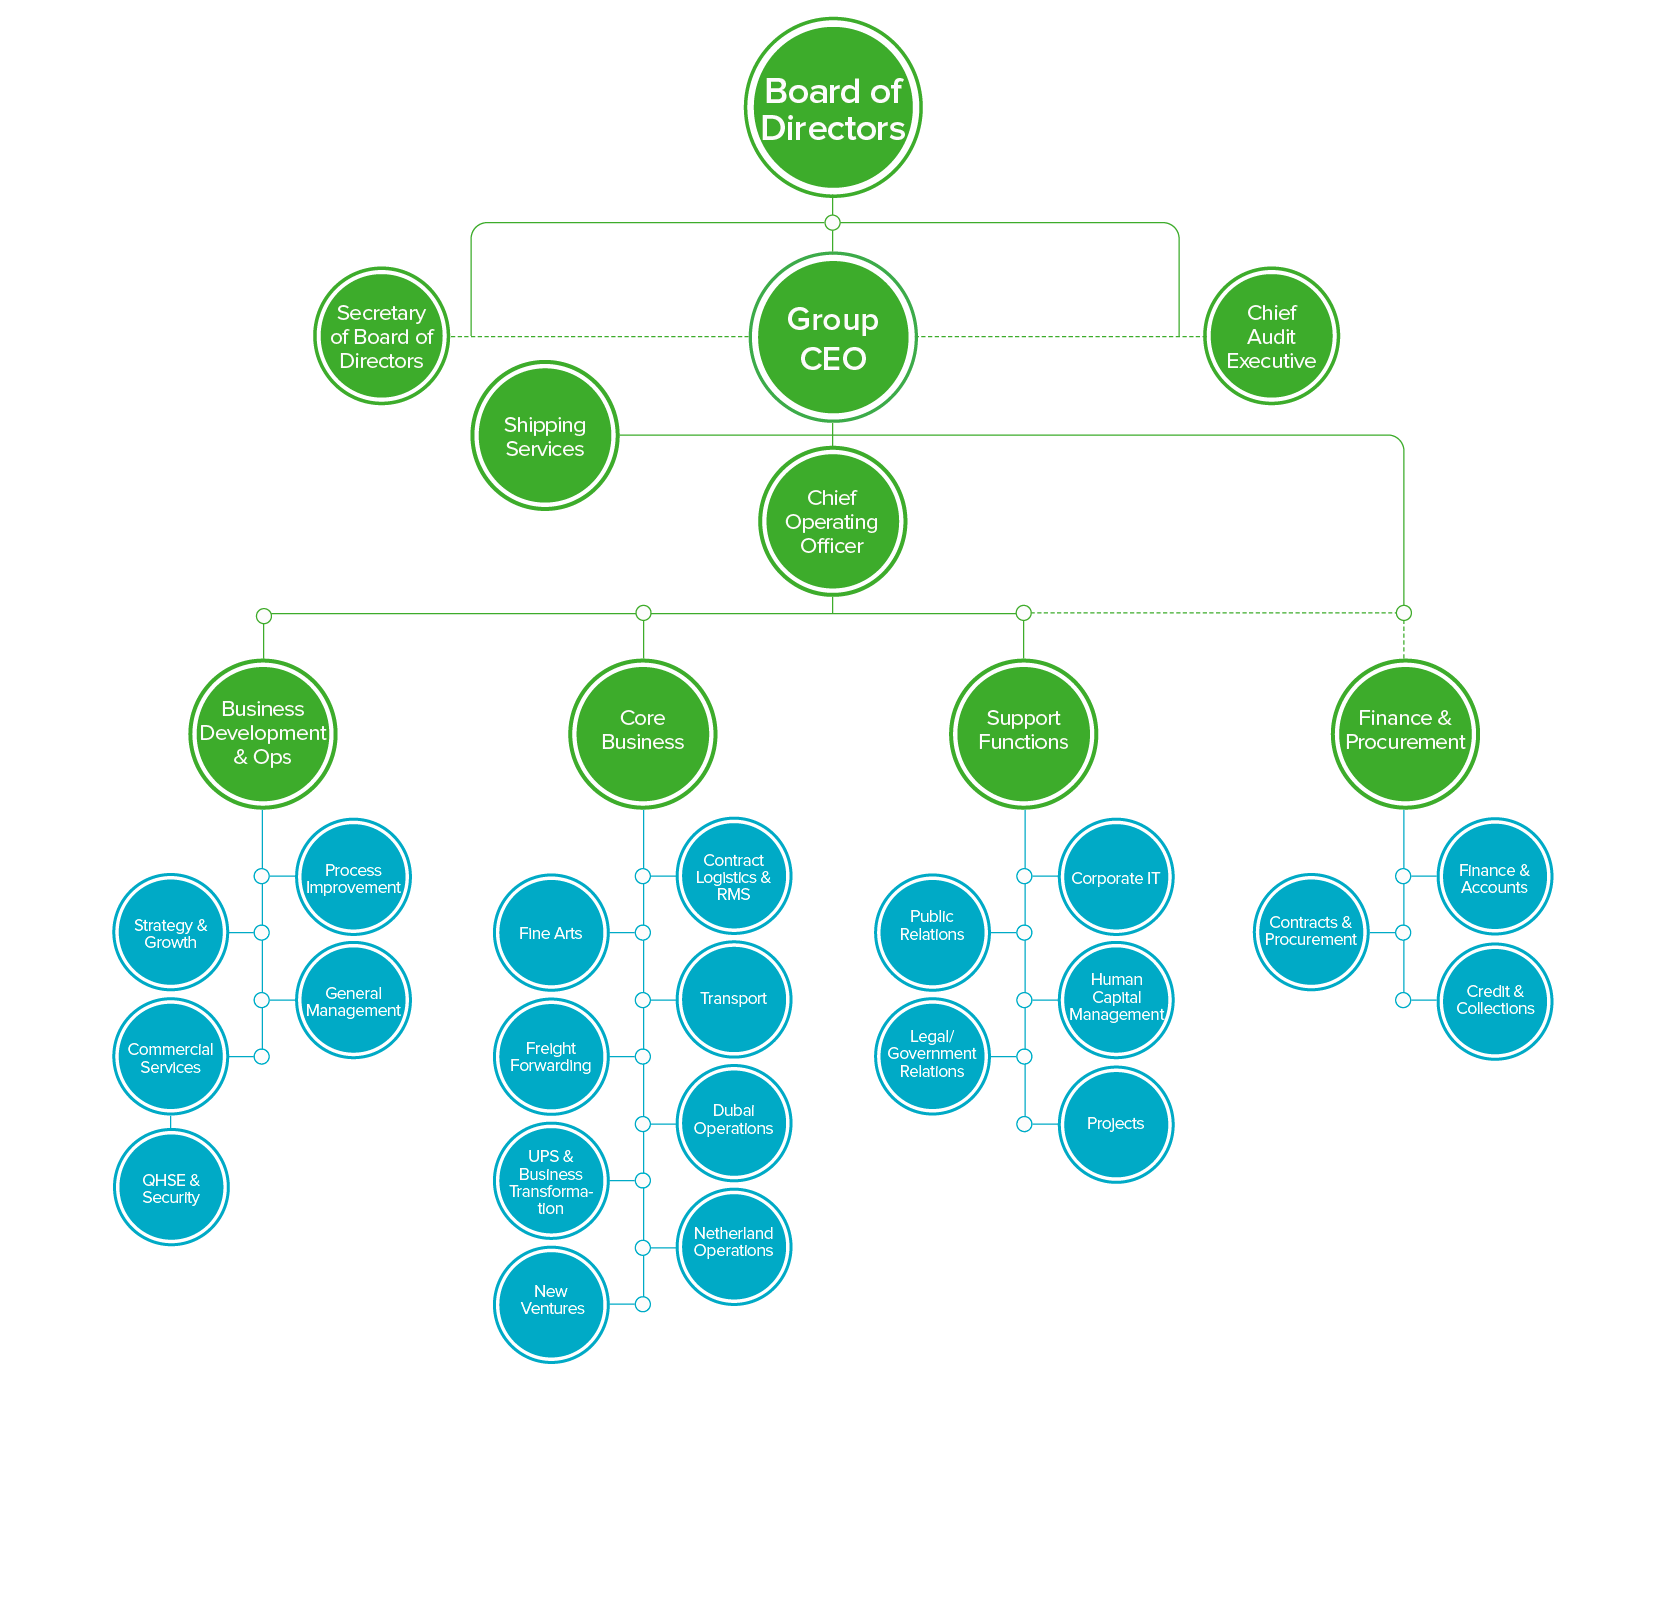 Board of
Directors
Secretary
of Board of
Directors
Group
CEO
Chief
Audit
Executive
Shipping
Services
Chief
Operating
Officer
Business
Development
& Ops
Core
Business
Support
Functions
Finance &
Procurement
Process
Improvement
Strategy &
Growth
General
Management
Commercial
Services
QHSE &
Security
Contract
Logistics &
RMS
Fine Arts
Transport
Freight
Forwarding
Dubai
Operations
UPS &
Business
Transforma-
tion
Netherland
Operations
New
Ventures
Corporate IT
Public
Relations
Human
Capital
Management
Legal/
Government
Relations
Projects
Finance &
Accounts
Contracts &
Procurement
Credit &
Collections